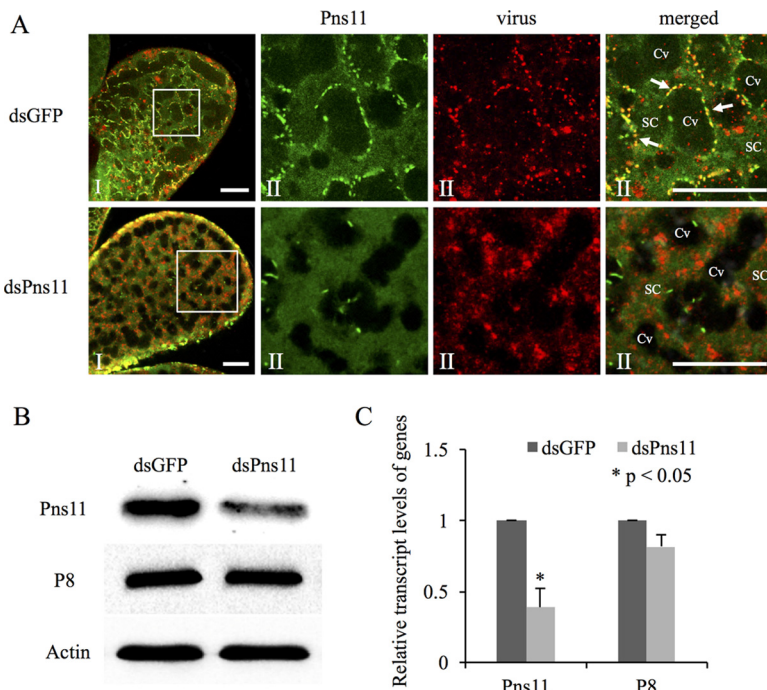 A
Pns11 virus merged
dsGFP
I
II
II
Cv
Cv
SC
Cv
SC
II
dsPns11
I
II
II
Cv
Cv
SC
SC
Cv
II
B
dsGFP dsPns11
Pns11
P8
Actin
C
Relative transcript levels of genes
1.5
1
0.5
0
dsGFP dsPns11
* p < 0.05
*
Pns11 P8